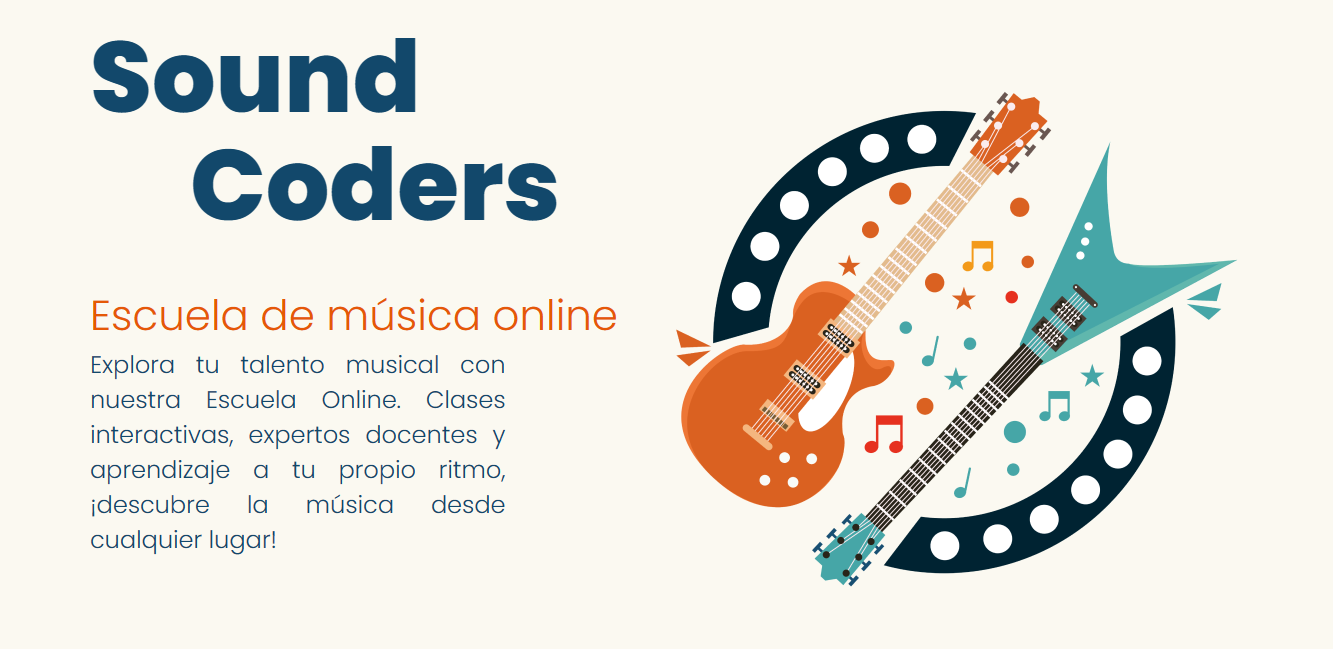 Sound
Coders
Escuela de música online
Explora tu talento musical con
nuestra Escuela Online. Clases
interactivas, expertos docentes y
aprendizaje a tu propio ritmo,
¡descubre la música desde
cualquier lugar!